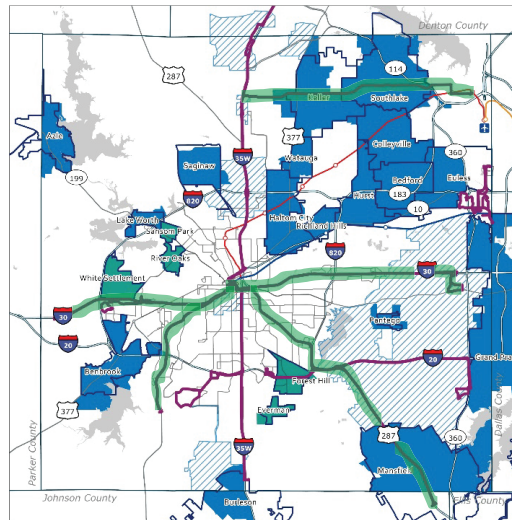 Denton County
287
114
Keller
Southlake
377
Colleyville
Azle
Watauga
35W
360
Saginaw
Bedford
Euless
199
183
Hurst
820
Haltom City
10
Lake Worth
Richland Hills
Sansom Park
820
River Oaks
White Settlement
30
30
Pantego
20
20
Grand Pra
Benbrook
Forest Hill
377
Everman
287
360
Dallas County
Parker County
35W
Mansfield
Johnson County
Burleson
Ellis County